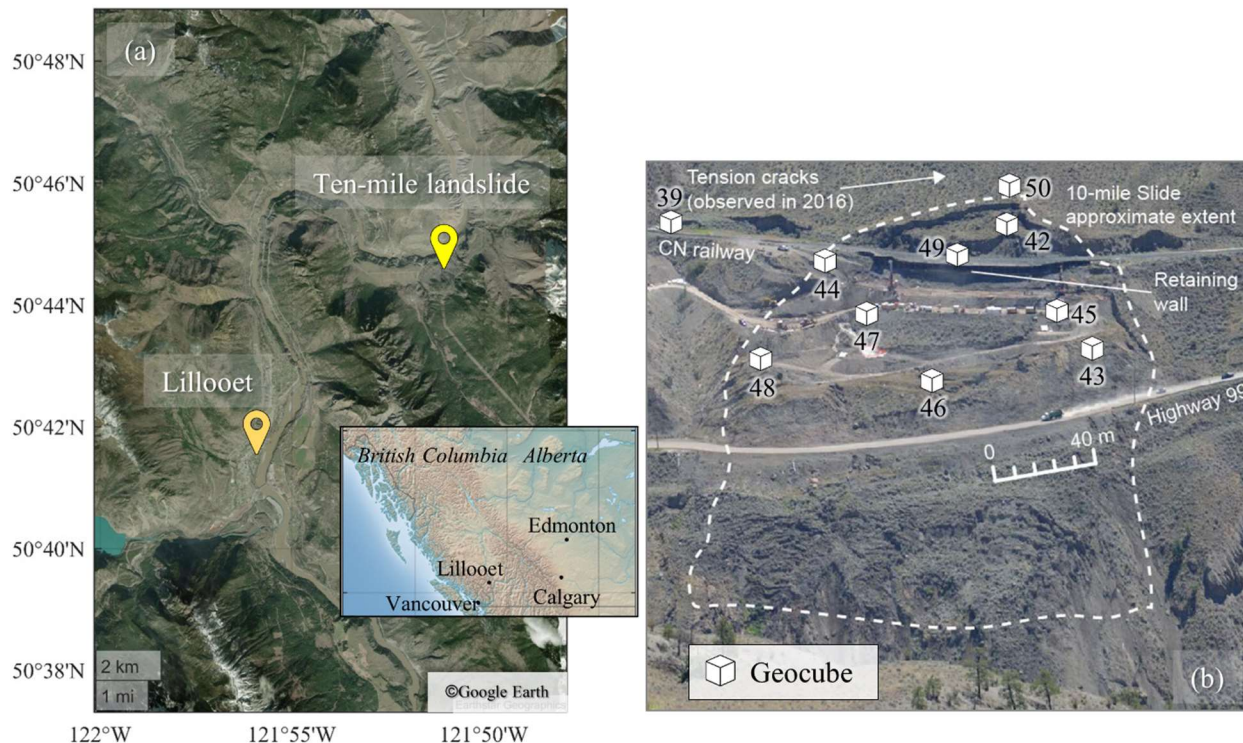 (a)
50°48'N
50°46'N
50°44'N
50°42'N
50°40'N
50°38'N
Ten-mile landslide
Lillooet
2 km
1 mi
©Google Earth
Earthstar Geographics
122°W
121°55'W
121°50'W
British Columbia
Alberta
Edmonton
Lillooet
Calgary
Vancouver
Tension cracks
(observed in 2016)
39
50
10-mile Slide
approximate extent
CN railway
49
42
44
Retaining
wall
45
47
43
48
46
Highway 99
0
40 m
Geocube
(b)